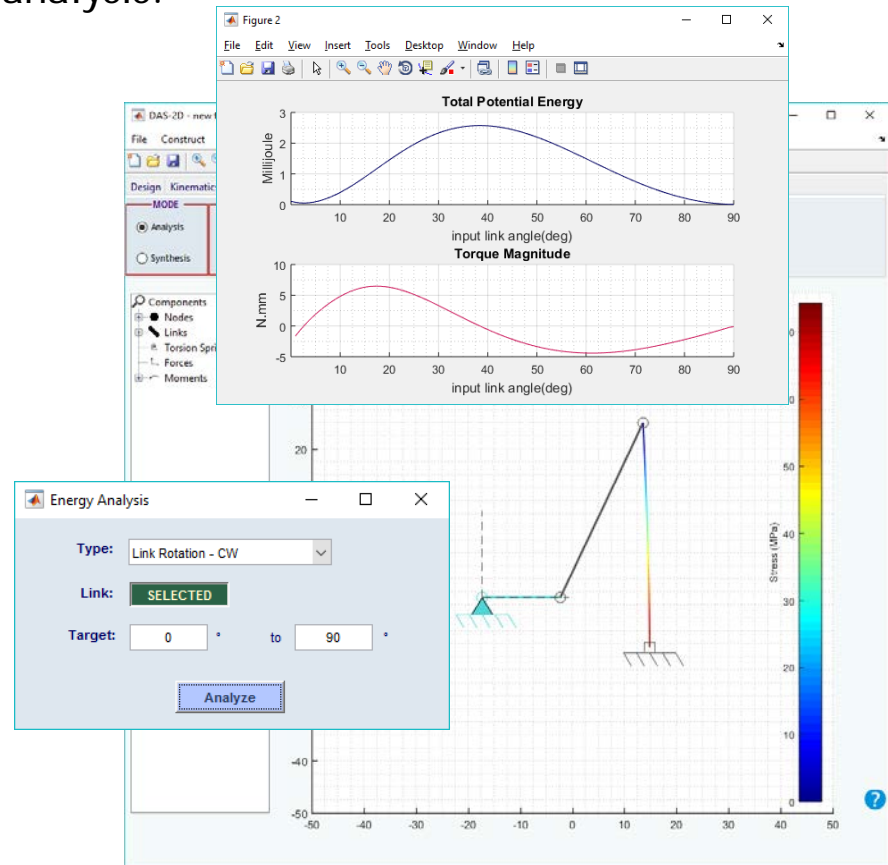 analysis.
Figure 2
File Edit View Insert Tools Desktop Window Help
Total Potential Energy
3
2
1
0
Millijoule
10 20 30 40 50 60 70 80 90
input link angle(deg)
Torque Magnitude
10
5
0
-5
N.mm
10 20 30 40 50 60 70 80 90
input link angle(deg)
DAS-2D - new
File Construct
Design
MODE
Analysis
Synthesis
Components
Nodes
Links
Torsion
Forces
Moments
20
-40
-50
-50 -40 -30 -20 -10 0 10 20 30 40 50
50
40
30
20
10
0
Stress (MPa)
Energy Analysis
Type: Link Rotation - CW
Link: SELECTED
Target: 0 ° to 90 °
Analyze
?